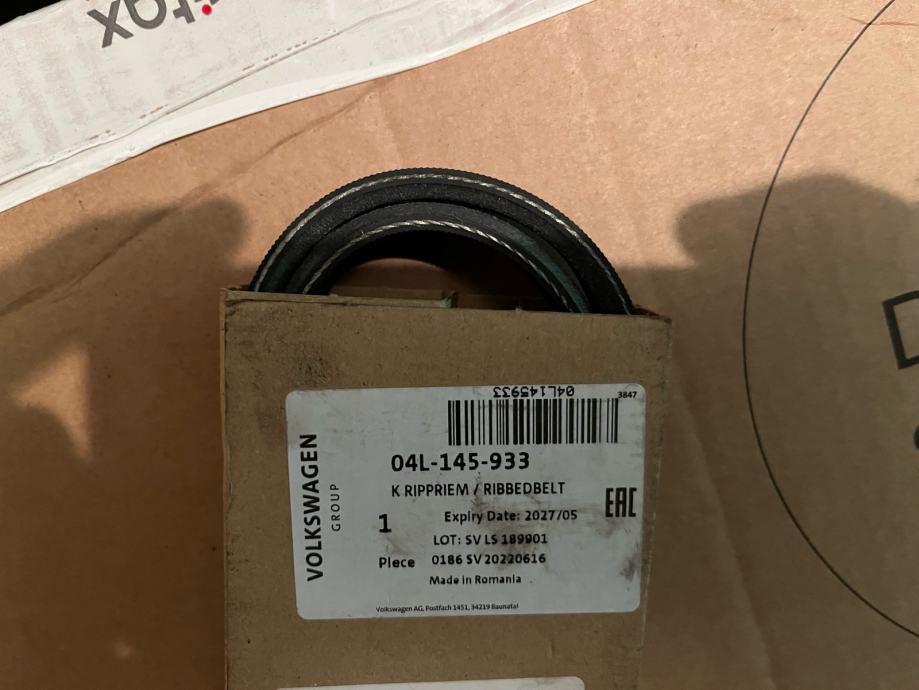 04L145933
3847
VOLKSWAGEN
GROUP
04L-145-933
K RIPPRIEM / RIBBEDBELT
EAC
1
Expiry Date: 2027/05
LOT: SV LS 189901
Piece
0186 SV 20220616
Made in Romania
Volkswagen AG, Postfach 1451, 34219 Baunatal